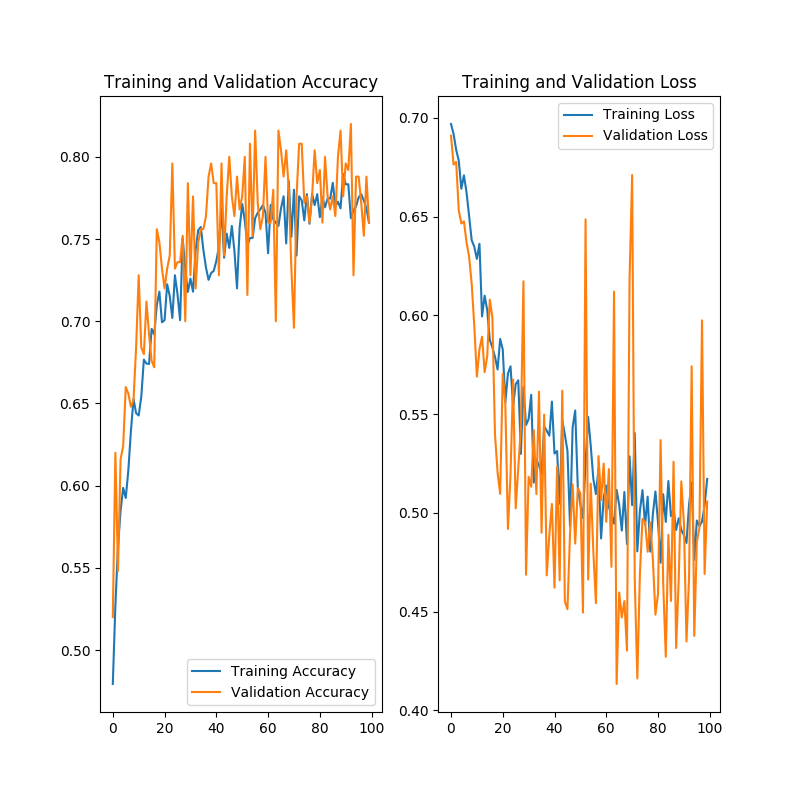 Training and Validation Accuracy
0.80
0.75
0.70
0.65
0.60
0.55
0.50
0 20 40 60 80 100
Training Accuracy
Validation Accuracy
Training and Validation Loss
0.70
0.65
0.60
0.55
0.50
0.45
0.40
0 20 40 60 80 100
Training Loss
Validation Loss